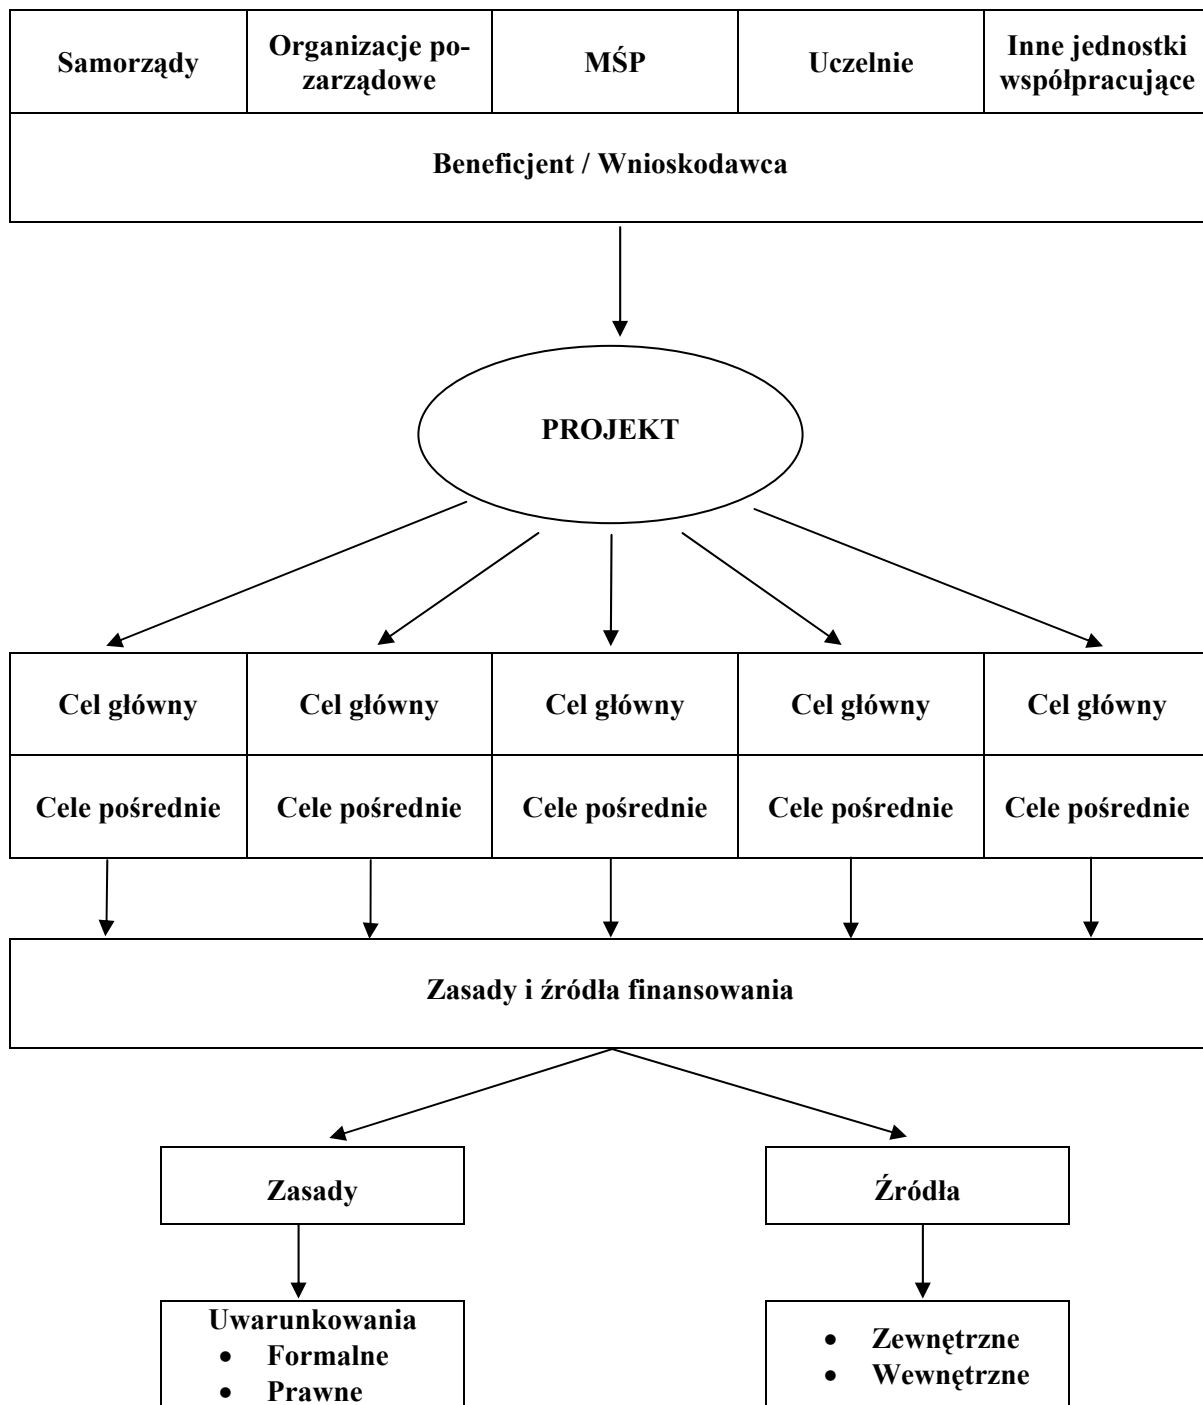 Samorządy
Organizacje po-
zarządowe
MŚP
Uczelnie
Inne jednostki
współpracujące
Beneficjent / Wnioskodawca
PROJEKT
Cel główny
Cel główny
Cel główny
Cel główny
Cel główny
Cele pośrednie
Cele pośrednie
Cele pośrednie
Cele pośrednie
Cele pośrednie
Zasady i źródła finansowania
Zasady
Źródła
Uwarunkowania
• Formalne
• Prawne
• Zewnętrzne
• Wewnętrzne